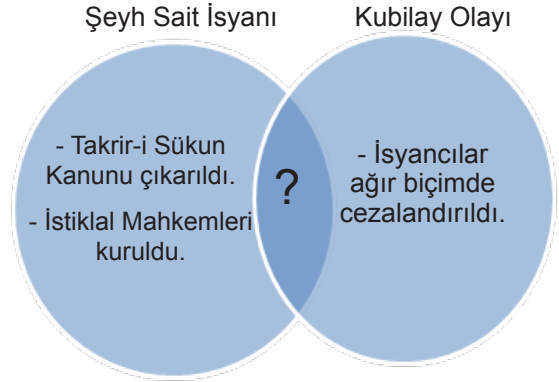 Şeyh Sait İsyanı
Kubilay Olayı
- Takrir-i Sükun
Kanunu çıkarıldı.
- İstiklal Mahkemleri
kuruldu.
?
- İsyancılar
ağır biçimde
cezalandırıldı.